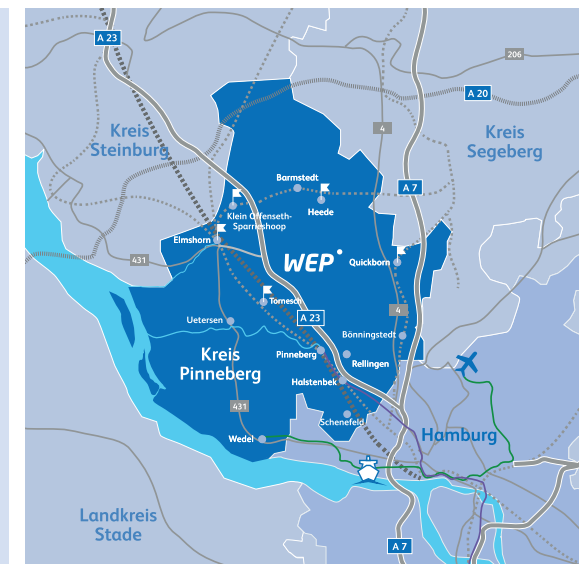 A 23
206
A 20
Kreis
Steinburg
4
Kreis
Segeberg
Barmstedt
A 7
Heede
Klein Offenseth-
Sparrieshoop
Elmshorn
431
WEP
Quickborn
Tornesch
A 23
4
Uetersen
Bönningstedt
Kreis
Pinneberg
Pinneberg
Rellingen
Halstenbek
431
Schenefeld
Wedel
Hamburg
Landkreis
Stade
A 7